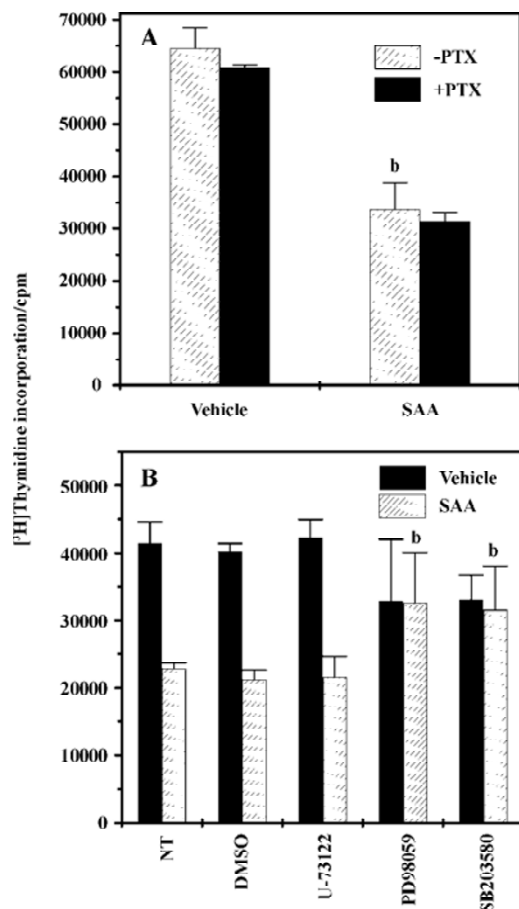 A
-PTX
+PTX
b
70000
60000
50000
40000
30000
20000
10000
0
Vehicle SAA
[³H]Thymidine incorporation/cpm
B
Vehicle
SAA
b b
50000
40000
30000
20000
10000
0
NT
DMSO
U-73122
PD98059
SB203580